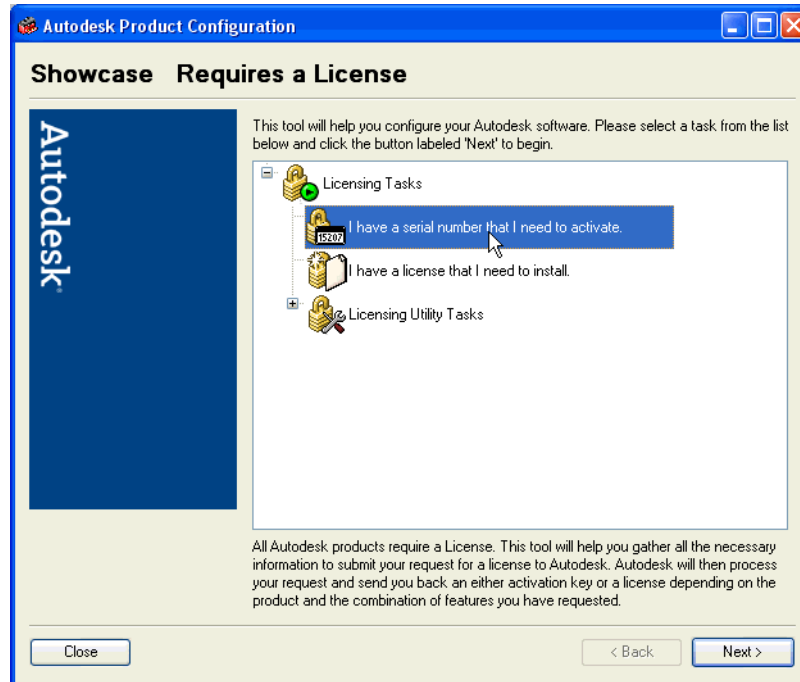 Autodesk Product Configuration
Showcase Requires a License
Autodesk
This tool will help you configure your Autodesk software. Please select a task from the list
below and click the button labeled 'Next' to begin.
Licensing Tasks
15207
I have a serial number that I need to activate.
I have a license that I need to install.
Licensing Utility Tasks
All Autodesk products require a License. This tool will help you gather all the necessary
information to submit your request for a license to Autodesk. Autodesk will then process
your request and send you back an either activation key or a license depending on the
product and the combination of features you have requested.
Close
< Back
Next >